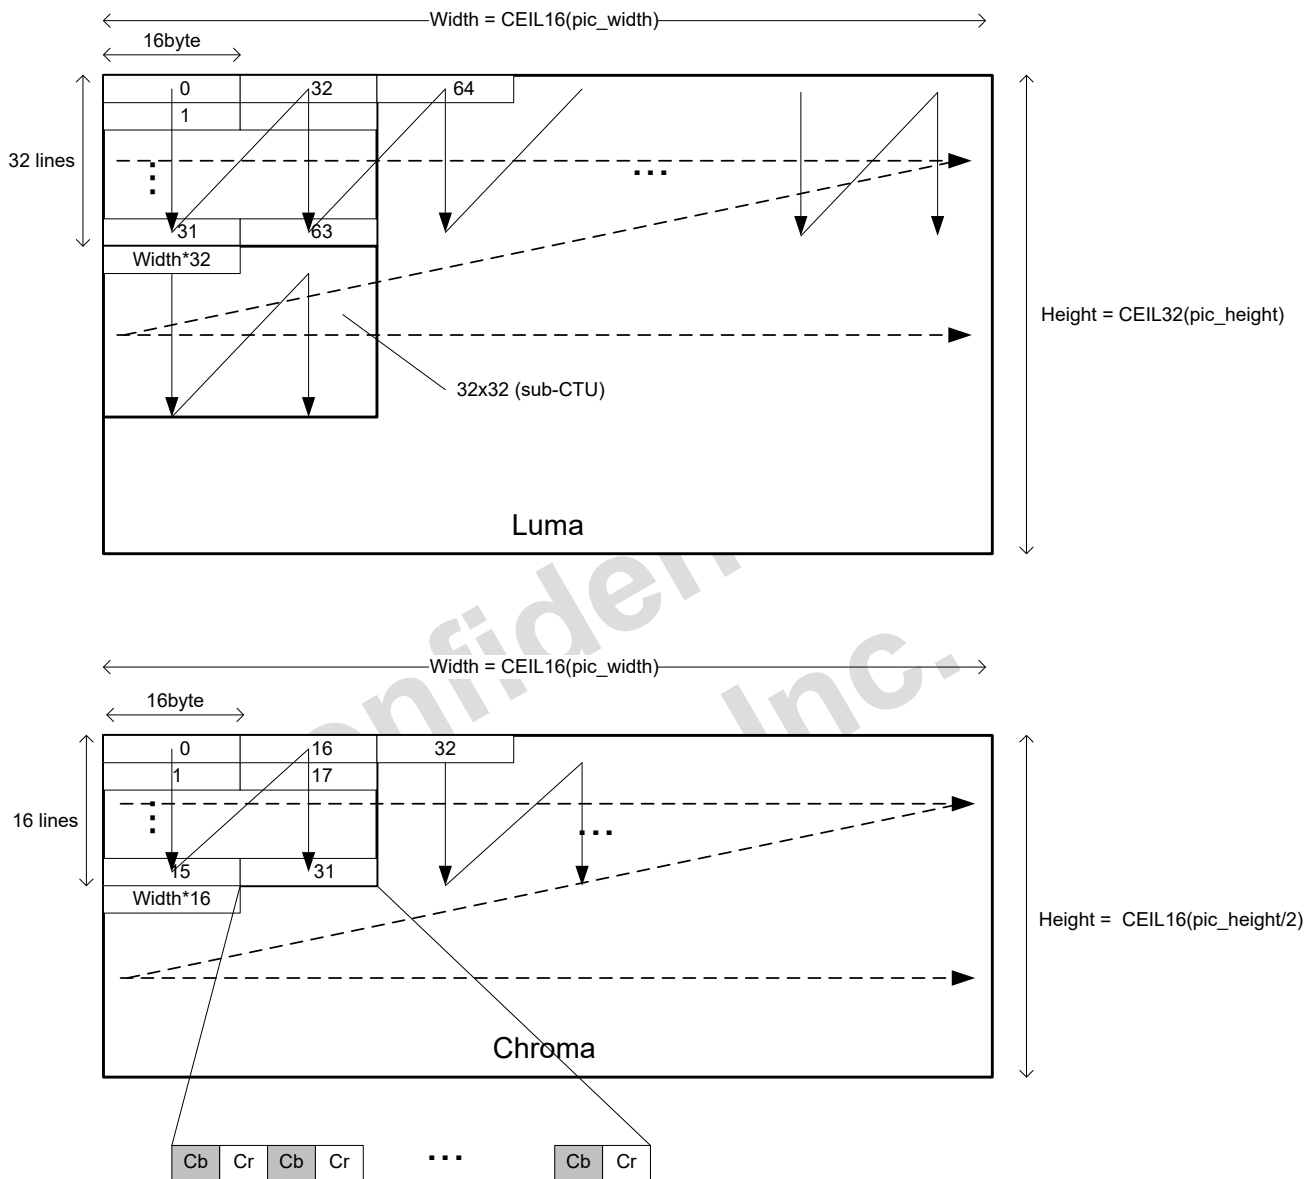 Width = CEIL16(pic_width)
16byte
0 32 64
1
32 lines
...
...
31 63
Width*32
Height = CEIL32(pic_height)
32x32 (sub-CTU)
Luma
Inc.
Width = CEIL16(pic_width)
16byte
0 16 32
1 17
16 lines
...
...
15 31
Width*16
Height = CEIL16(pic_height/2)
Chroma
Cb Cr Cb Cr ... Cb Cr